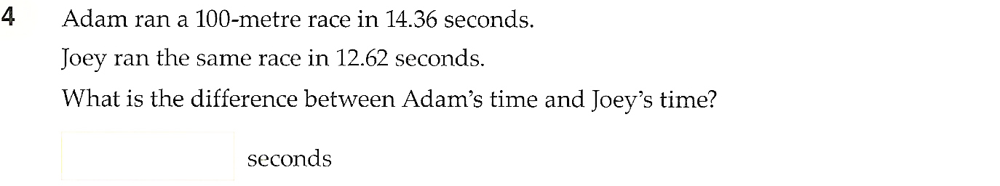 4 Adam ran a 100-metre race in 14.36 seconds.
Joey ran the same race in 12.62 seconds.
What is the difference between Adam’s time and Joey’s time?
seconds